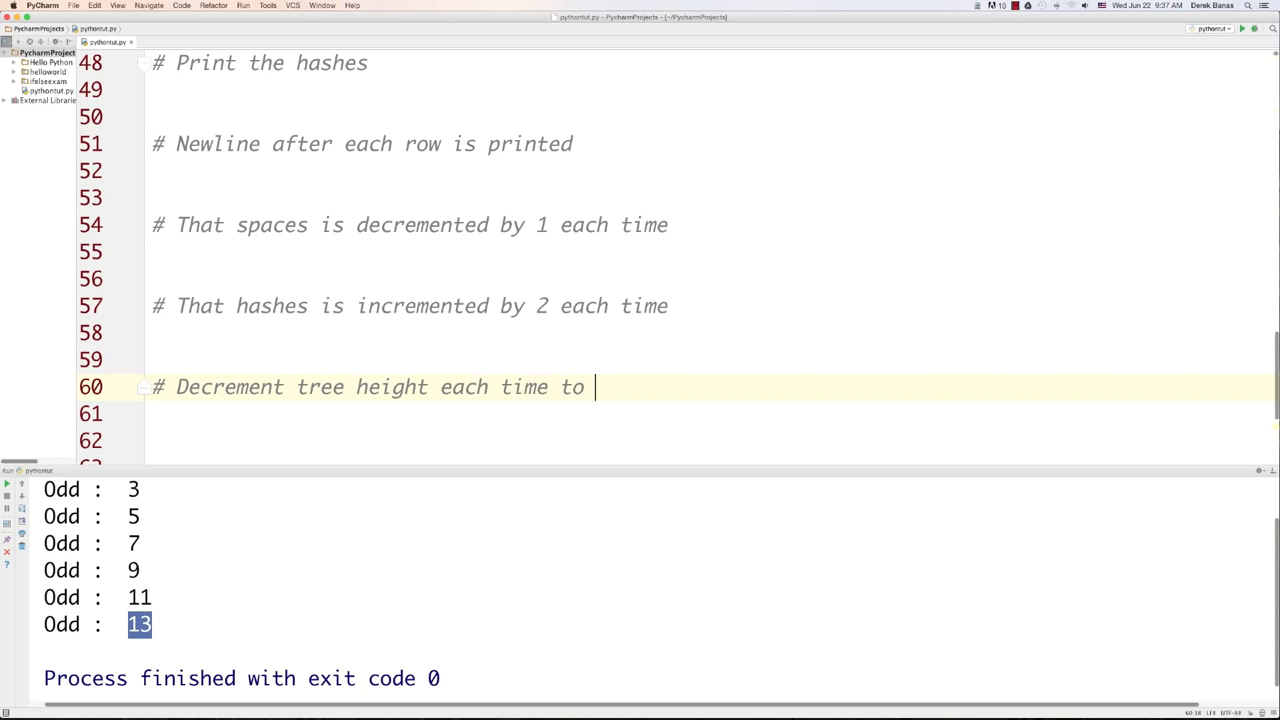 PyCharm File Edit View Navigate Code Refactor Run Tools VCS Window Help
10 Wed Jun 22 9:37 AM Derek Banas
pythontut.py - PycharmProjects - [~/PycharmProjects]
PycharmProjects pythontut.py
pythontut
pythontut.py ×
PycharmProject
Hello Python
helloworld
ifelseexam
pythontut.py
External Librarie
48 # Print the hashes
49
50
51 # Newline after each row is printed
52
53
54 # That spaces is decremented by 1 each time
55
56
57 # That hashes is incremented by 2 each time
58
59
60 # Decrement tree height each time to
61
62
Run pythontut
Odd : 3
Odd : 5
Odd : 7
Odd : 9
Odd : 11
Odd : 13
Process finished with exit code 0
60:38 LF÷ UTF-8÷